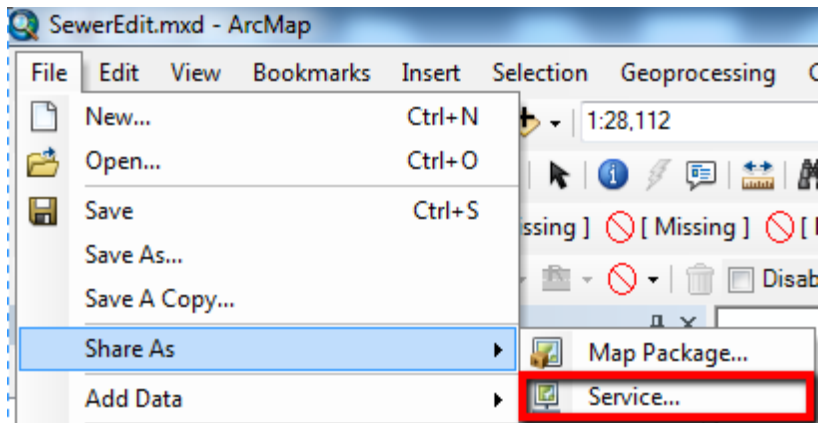 SewerEdit.mxd - ArcMap
File Edit View Bookmarks Insert Selection Geoprocessing
New... Ctrl+N 1:28,112
Open... Ctrl+O
Save Ctrl+S
issing ] [ Missing ] [
Save As...
Disab
Save A Copy...
Share As Map Package...
Add Data Service...